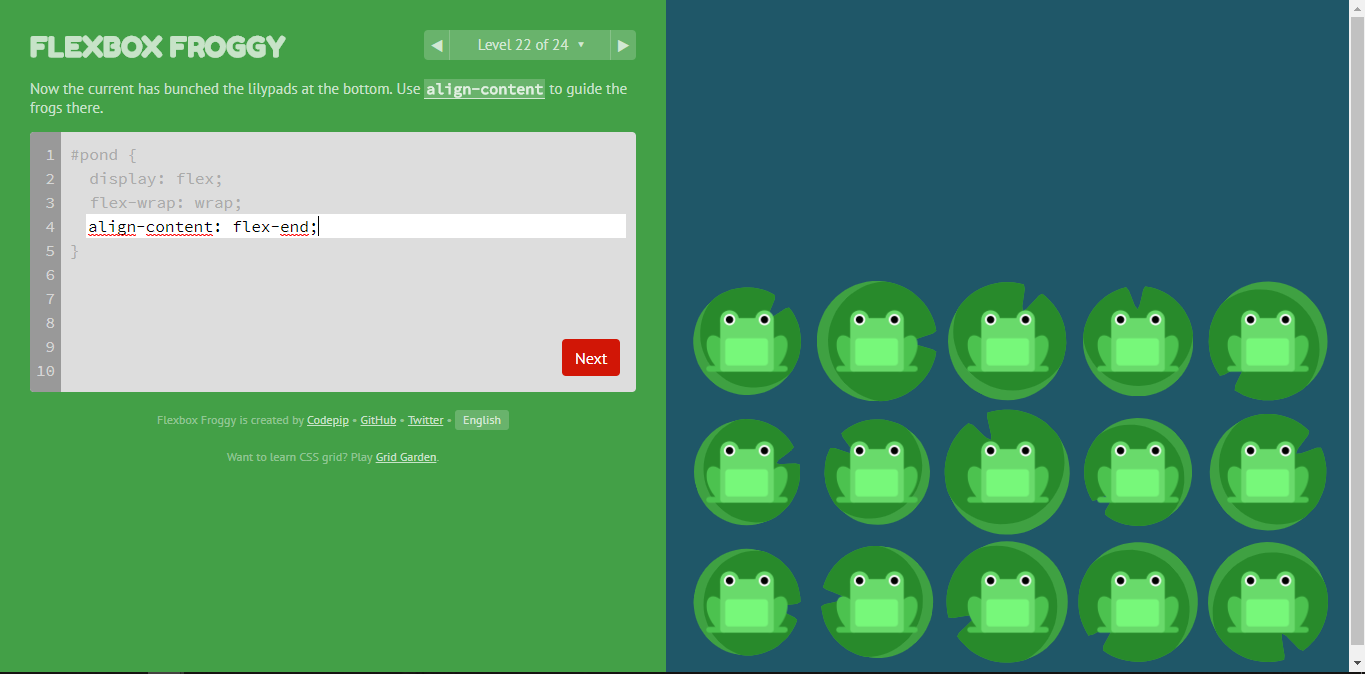 FLEXBOX FROGGY
◀ Level 22 of 24 ▼ ▶
Now the current has bunched the lilypads at the bottom. Use align-content to guide the
frogs there.
1 #pond {
2 display: flex;
3 flex-wrap: wrap;
4 align-content: flex-end;
5 }
6
7
8
9
10
Next
Flexbox Froggy is created by Codepip • GitHub • Twitter • English
Want to learn CSS grid? Play Grid Garden.